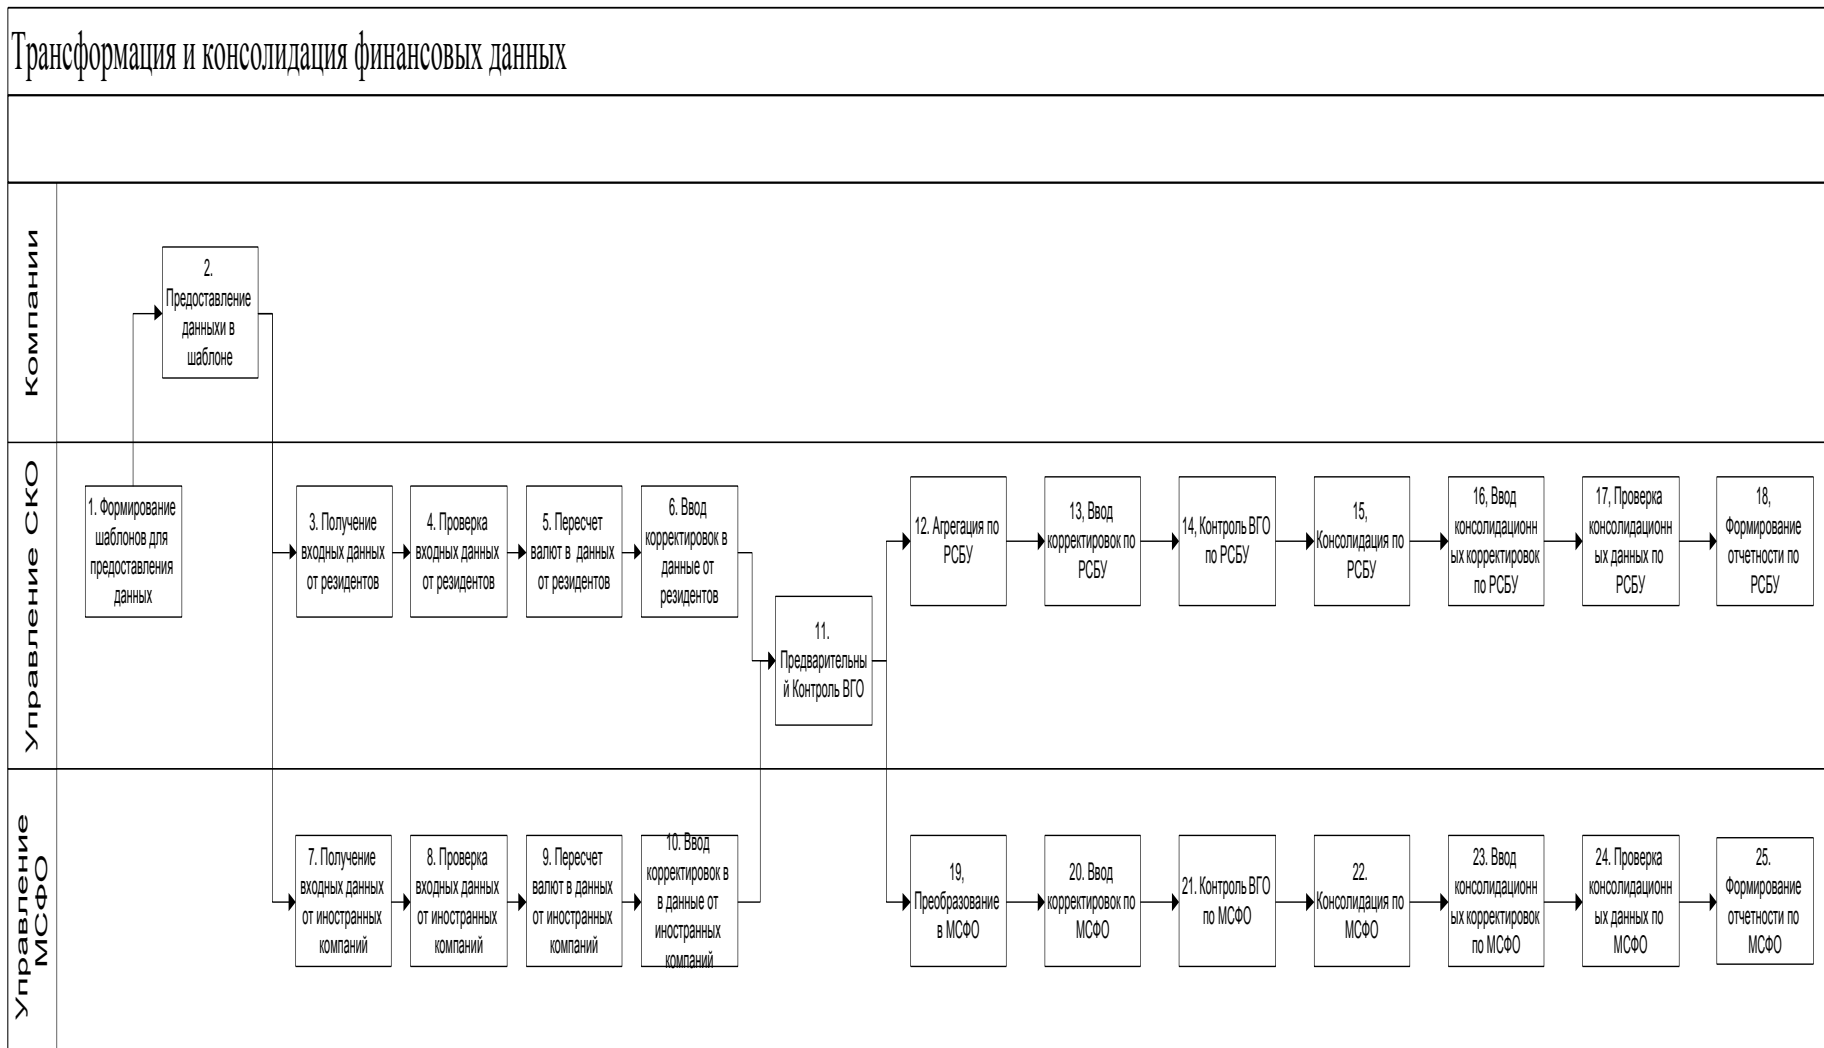 Трансформация и консолидация финансовых данных
Компании
2.
Предоставление
данныхи в
шаблоне
Управление СКО
1. Формирование
шаблонов для
предоставления
данных
3. Получение
входных данных
от резидентов
4. Проверка
входных данных
от резидентов
5. Пересчет
валют в данных
от резидентов
6. Ввод
корректировок в
данные от
резидентов
11.
Предварительны
й Контроль ВГО
12. Агрегация по
РСБУ
13, Ввод
корректировок по
РСБУ
14, Контроль ВГО
по РСБУ
15,
Консолидация по
РСБУ
16, Ввод
консолидационн
ых корректировок
по РСБУ
17, Проверка
консолидационн
ых данных по
РСБУ
18,
Формирование
отчетности по
РСБУ
Управление
МСФО
7. Получение
входных данных
от иностранных
компаний
8. Проверка
входных данных
от иностранных
компаний
9. Пересчет
валют в данных
от иностранных
компаний
10. Ввод
корректировок в
в данные от
иностранных
компаний
19,
Преобразование
в МСФО
20. Ввод
корректировок по
МСФО
21. Контроль ВГО
по МСФО
22.
Консолидация по
МСФО
23. Ввод
консолидационн
ых корректировок
по МСФО
24. Проверка
консолидационн
ых данных по
МСФО
25.
Формирование
отчетности по
МСФО